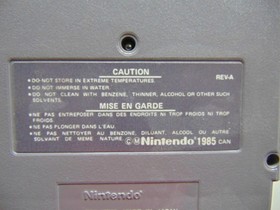 CAUTION
REV-A
•DO NOT STORE IN EXTREME TEMPERATURES.
•DO NOT IMMERSE IN WATER.
•DO NOT CLEAN WITH BENZENE, THINNER, ALCOHOL OR OTHER SUCH
SOLVENTS.
MISE EN GARDE
•NE PAS ENTREPOSER DANS DES ENDROITS NI TROP FROIDS NI TROP
CHAUDS.
•NE PAS PLONGER DANS L'EAU.
•NE PAS NETTOYER AU BENZENE, DILUANT, ALCOOL OU AUTRE
SOLVANT DE MEME NATURE.
©M Nintendo '1985 CAN
Nintendo